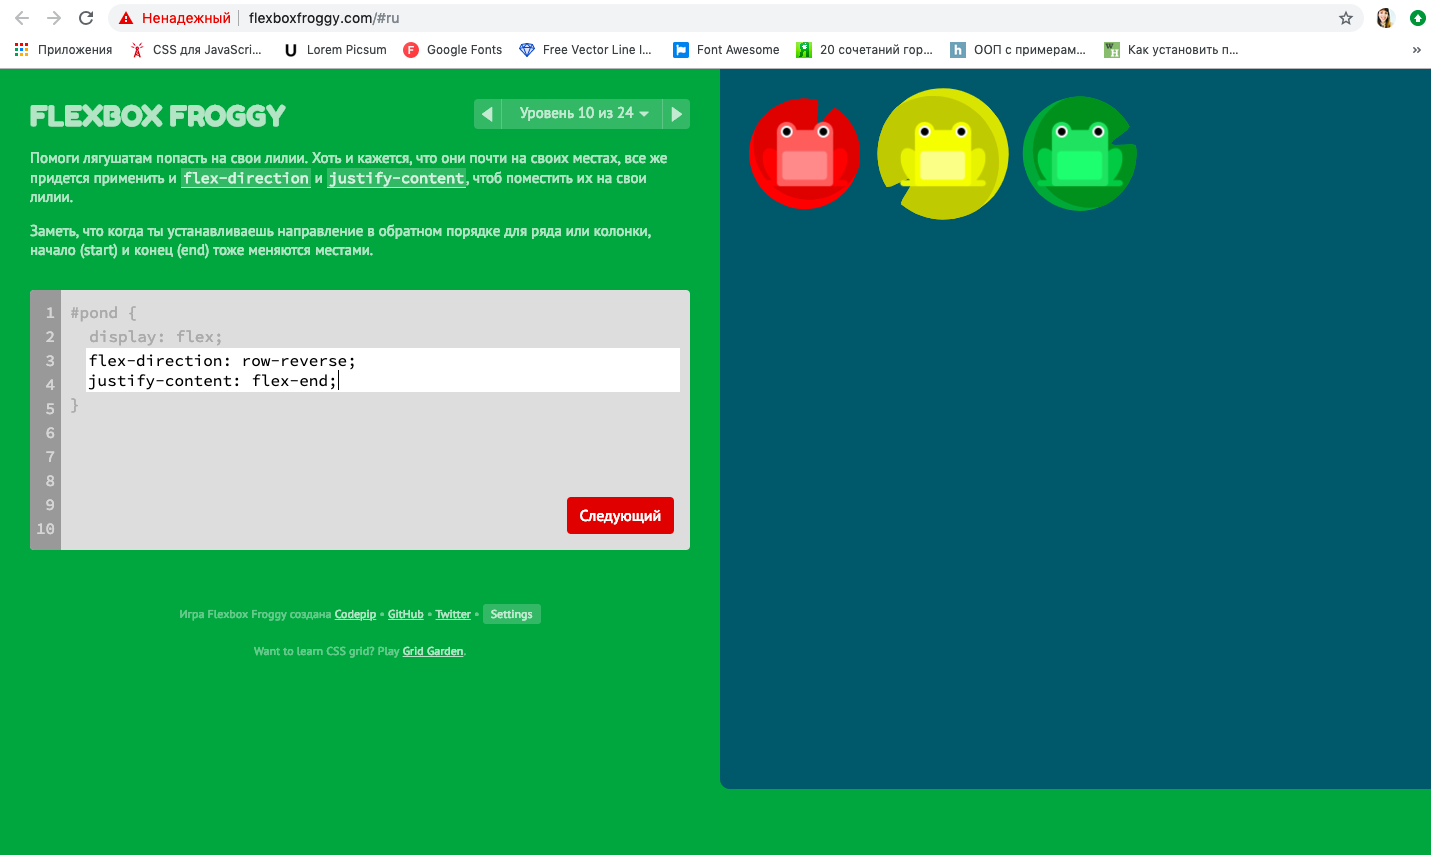 Ненадежный flexboxfroggy.com/#ru
Приложения CSS для JavaScri... U Lorem Picsum F Google Fonts Free Vector Line I... Font Awesome 20 сочетаний гор... h ООП с примерам... W H Как установить п... »
FLEXBOX FROGGY
Уровень 10 из 24
Помоги лягушатам попасть на свои лилии. Хоть и кажется, что они почти на своих местах, все же
придется применить и flex-direction и justify-content, чтоб поместить их на свои
лилии.
Заметь, что когда ты устанавливаешь направление в обратном порядке для ряда или колонки,
начало (start) и конец (end) тоже меняются местами.
1 #pond {
2 display: flex;
3 flex-direction: row-reverse;
4 justify-content: flex-end;
5 }
6
7
8
9
10
Следующий
Игра Flexbox Froggy создана Codepip • GitHub • Twitter • Settings
Want to learn CSS grid? Play Grid Garden.